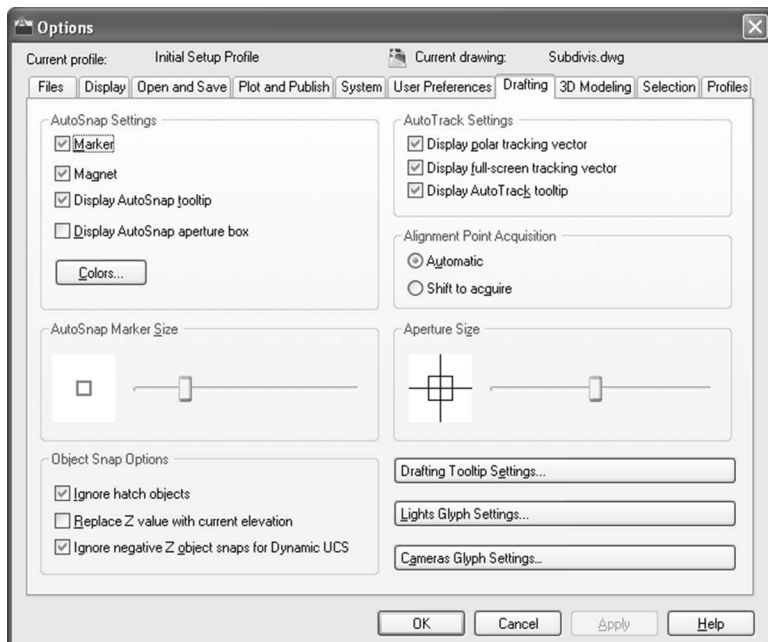 Options
Current profile: Initial Setup Profile Current drawing: Subdivis.dwg
Files Display Open and Save Plot and Publish System User Preferences Drafting 3D Modeling Selection Profiles
AutoSnap Settings
Marker
Magnet
Display AutoSnap tooltip
Display AutoSnap aperture box
Colors...
AutoTrack Settings
Display polar tracking vector
Display full-screen tracking vector
Display AutoTrack tooltip
Alignment Point Acquisition
Automatic
Shift to acquire
AutoSnap Marker Size
Aperture Size
Object Snap Options
Ignore hatch objects
Replace Z value with current elevation
Ignore negative Z object snaps for Dynamic UCS
Drafting Tooltip Settings...
Lights Glyph Settings...
Cameras Glyph Settings...
OK Cancel Apply Help